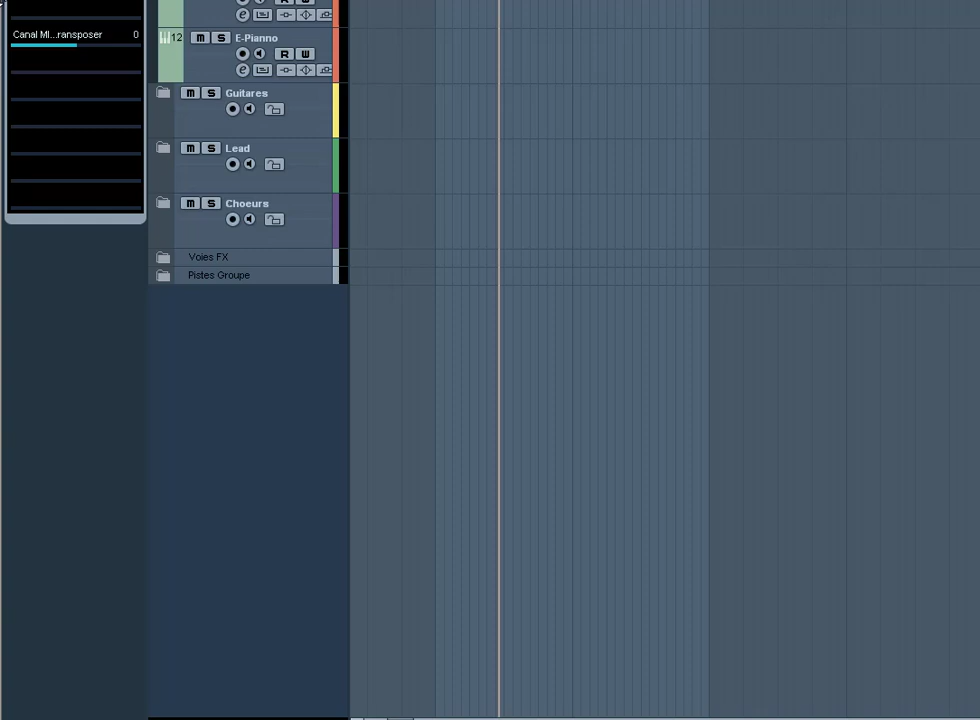 Canal MI...ransposer 0
12 m S E-Pianno
R W
e
m S Guitares
m S Lead
m S Choeurs
Voies FX
Pistes Groupe